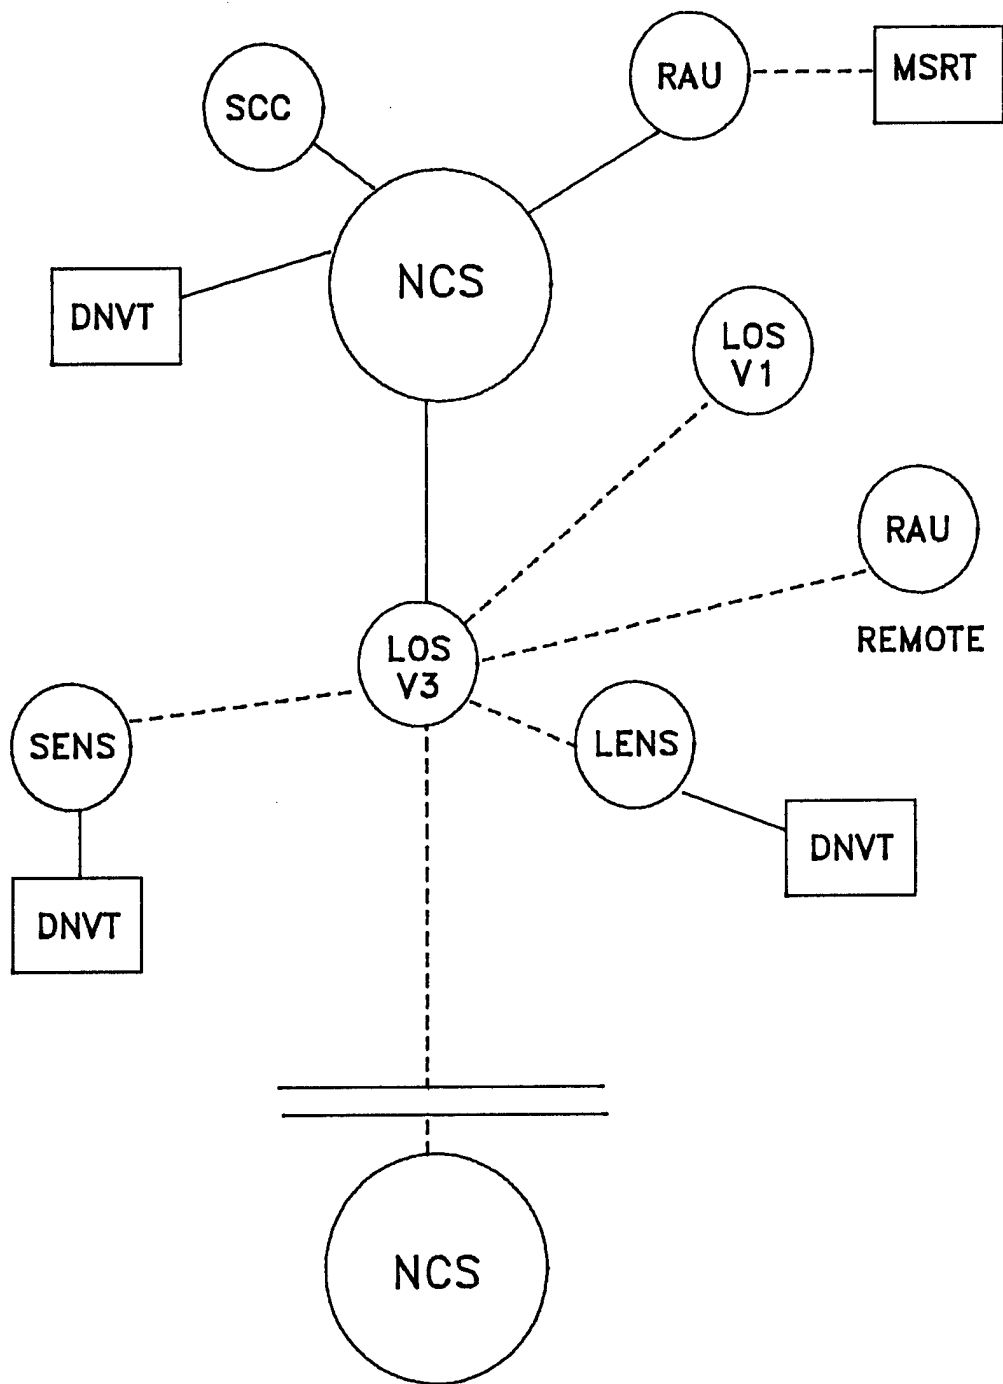 SCC
RAU
MSRT
NCS
DNVT
LOS
V1
RAU
REMOTE
LOS
V3
SENS
LENS
DNVT
DNVT
NCS